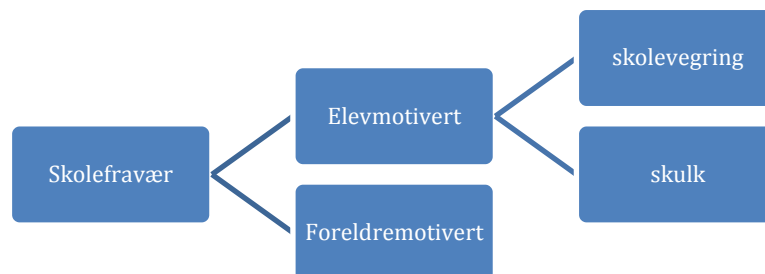 skolevegring
Elevmotivert
Skolefravær
skulk
Foreldremotivert